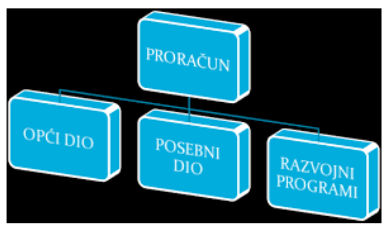 PRORAČUN
OPĆI DIO
POSEBNI
DIO
RAZVOJNI
PROGRAMI